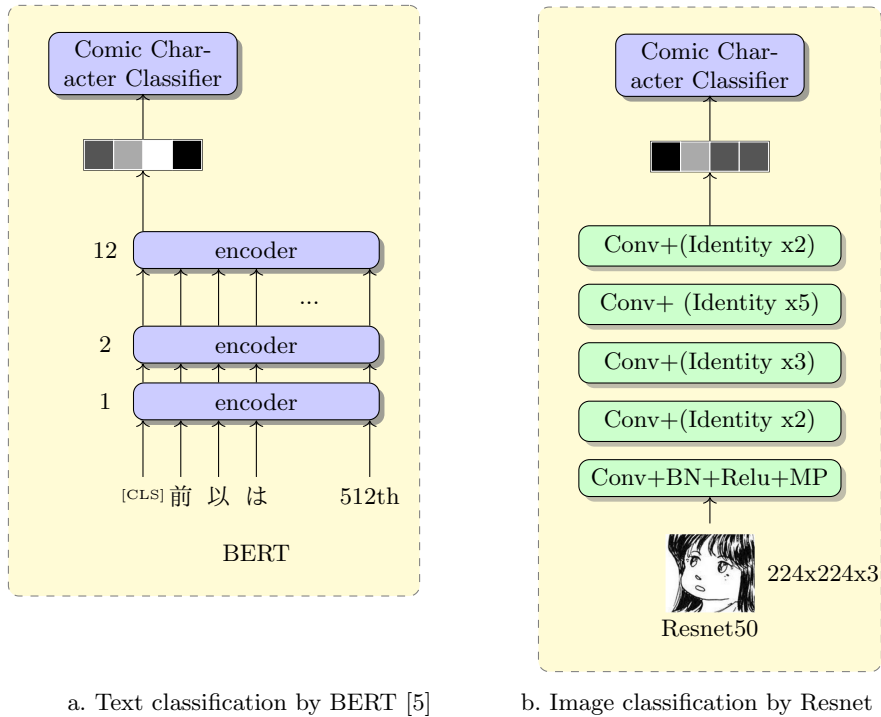 Comic Char-
acter Classifier
12
encoder
...
2
encoder
1
encoder
[CLS] 前 以 は 512th
BERT
a. Text classification by BERT [5]
Comic Char-
acter Classifier
Conv+(Identity x2)
Conv+ (Identity x5)
Conv+(Identity x3)
Conv+(Identity x2)
Conv+BN+Relu+MP
224x224x3
Resnet50
b. Image classification by Resnet